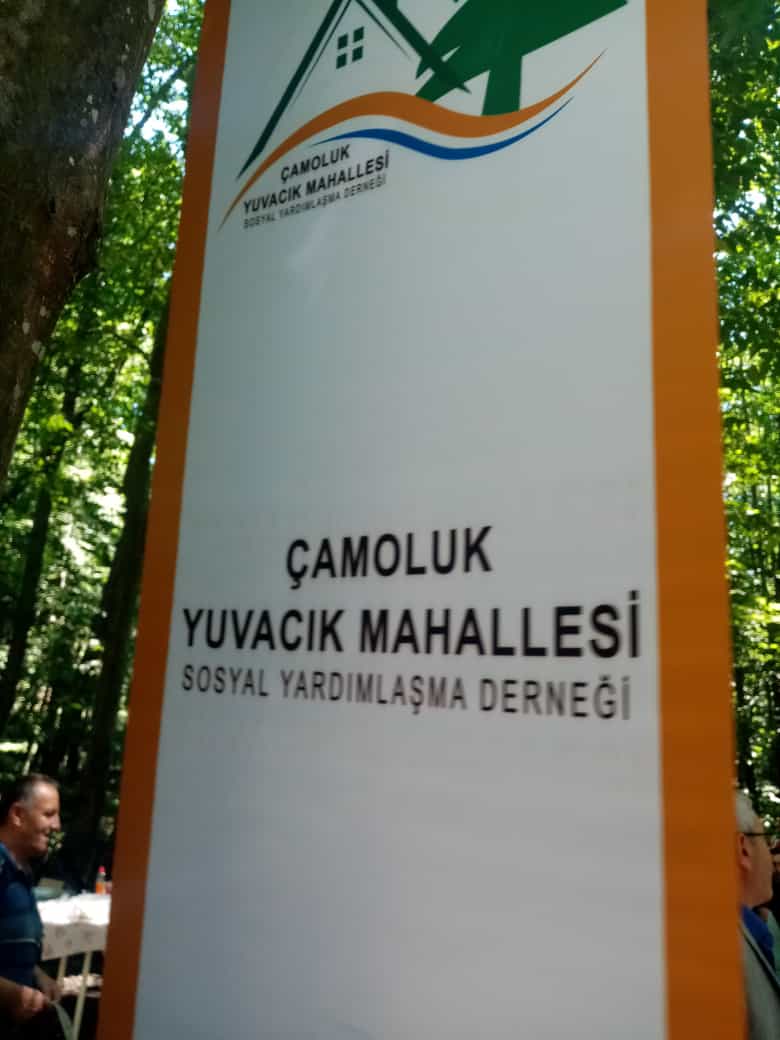 ÇAMOLUK
YUVACIK MAHALLESİ
SOSYAL YARDIMLAŞMA DERNEĞİ
ÇAMOLUK
YUVACIK MAHALLESİ
SOSYAL YARDIMLAŞMA DERNEĞİ